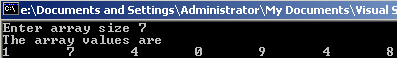 e:\Documents and Settings\Administrator\My Documents\Visual S
Enter array size 7
The array values are
1 7 4 0 9 4 8